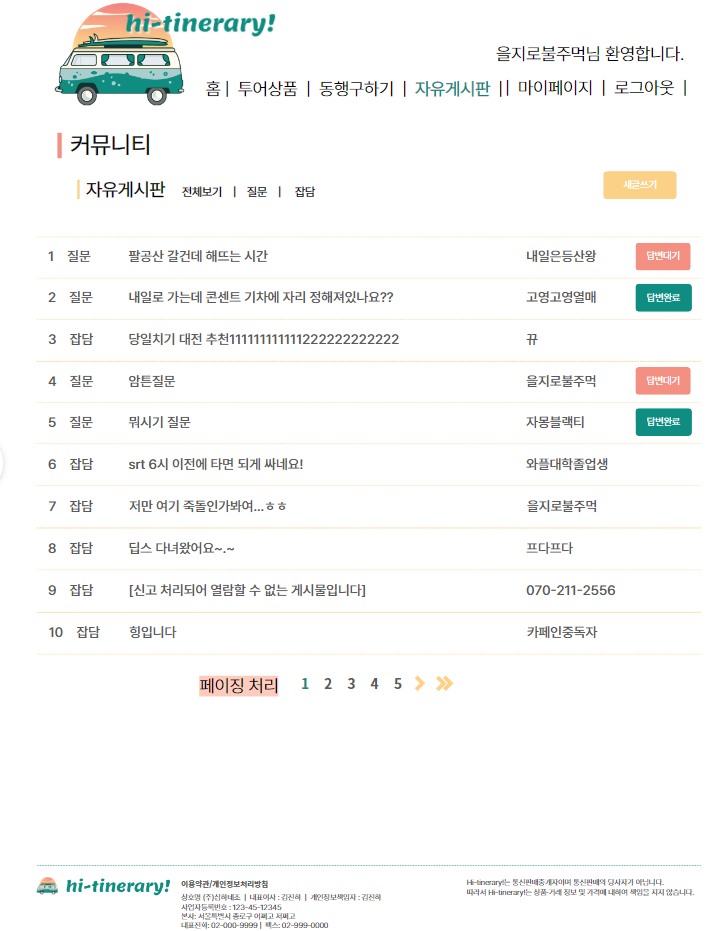 hi-tinerary!
을지로불주먹님 환영합니다.
홈 | 투어상품 | 동행구하기 | 자유게시판 || 마이페이지 | 로그아웃 |
커뮤니티
자유게시판 전체보기 | 질문 | 잡담
새글쓰기
1 질문 팔공산 갈건데 해뜨는 시간 내일은등산왕 답변대기
2 질문 내일로 가는데 콘센트 기차에 자리 정해져있나요?? 고영고영열매 답변완료
3 잡담 당일치기 대전 추천1111111111111222222222222 뀨
4 질문 암튼질문 을지로불주먹 답변대기
5 질문 뭐시기 질문 자몽블랙티 답변완료
6 잡담 srt 6시 이전에 타면 되게 싸네요! 와플대학졸업생
7 잡담 저만 여기 죽돌인가봐여...ㅎㅎ 을지로불주먹
8 잡담 딥스 다녀왔어요~.~ 프다프다
9 잡담 [신고 처리되어 열람할 수 없는 게시물입니다] 070-211-2556
10 잡담 힝입니다 카페인중독자
페이징 처리 1 2 3 4 5
hi-tinerary!
이용약관/개인정보처리방침
상호명 (주)심하네조 | 대표이사 : 김진하 | 개인정보책임자 : 김진하
사업자등록번호 : 123-45-12345
본사: 서울특변시 종로구 어쩌고 저쩌고
대표전화: 02-000-9999 | 팩스: 02-999-0000
Hi-tinerary!는 통신판매중개자이며 통신판매의 당사자가 아닙니다.
따라서 Hi-tinerary!는 상품·거래 정보 및 가격에 대하여 책임을 지지 않습니다.